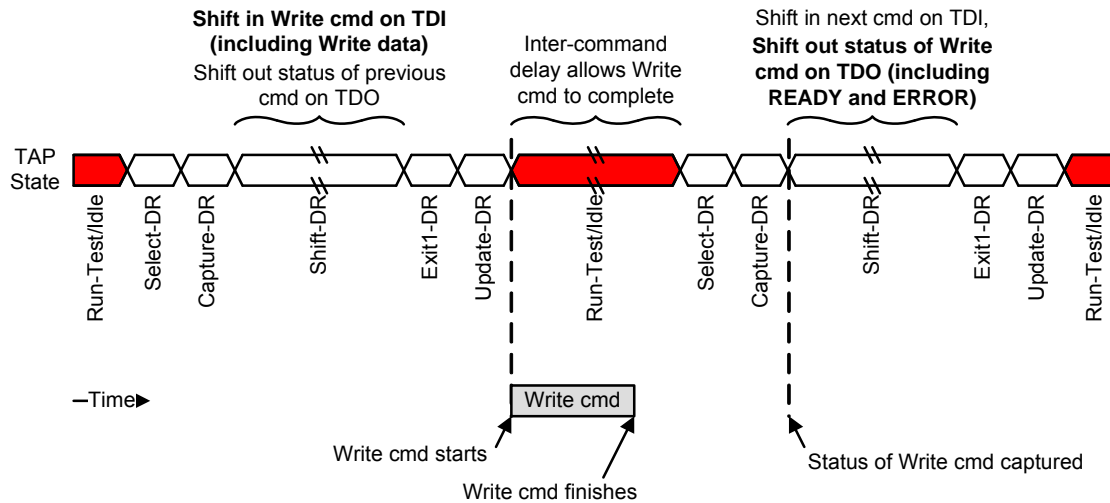 Shift in Write cmd on TDI
(including Write data)
Shift out status of previous
cmd on TDO
Inter-command
delay allows Write
cmd to complete
Shift in next cmd on TDI,
Shift out status of Write
cmd on TDO (including
READY and ERROR)
TAP
State
Run-Test/Idle
Select-DR
Capture-DR
Shift-DR
Exit1-DR
Update-DR
Run-Test/Idle
Select-DR
Capture-DR
Shift-DR
Exit1-DR
Update-DR
Run-Test/Idle
Time
Write cmd
Write cmd starts
Write cmd finishes
Status of Write cmd captured